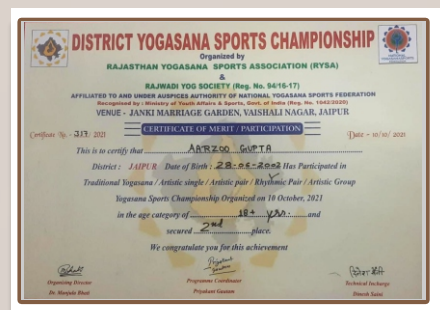 DISTRICT YOGASANA SPORTS CHAMPIONSHIP
Organized by
RAJASTHAN YOGASANA SPORTS ASSOCIATION (RYSA)
&
RAJWADI YOG SOCIETY (Reg. No. 94/16-17)
AFFILIATED TO AND UNDER AUSPICES AUTHORITY OF NATIONAL YOGASANA SPORTS FEDERATION
Recognised by : Ministry of Youth Affairs & Sports, Govt. of India (Reg. No. 1042/2020)
VENUE - JANKI MARRIAGE GARDEN, VAISHALI NAGAR, JAIPUR
CERTIFICATE OF MERIT / PARTICIPATION
Certificate No. - 317 / 2021 Date - 10/10/ 2021
This is to certify that AARZOO GUPTA
District : JAIPUR Date of Birth : 28-06-2002 Has Participated in
Traditional Yogasana / Artistic single / Artistic pair / Rhythmic Pair / Artistic Group
Yogasana Sports Championship Organized on 10 October, 2021
in the age category of 18+ yrs. and
secured 2nd place.
We congratulate you for this achievement
Organising Director Programme Coordinator Technical Incharge
Dr. Manjula Bhati Priyakant Gautam Dinesh Saini